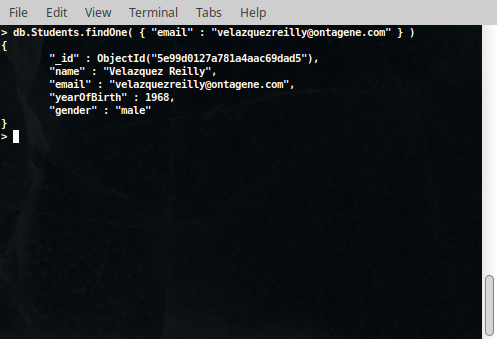 File Edit View Terminal Tabs Help
> db.Students.findOne( { "email" : "velazquezreilly@ontagene.com" } )
{
"_id" : ObjectId("5e99d0127a781a4aac69dad5"),
"name" : "Velazquez Reilly",
"email" : "velazquezreilly@ontagene.com",
"yearOfBirth" : 1968,
"gender" : "male"
}
>